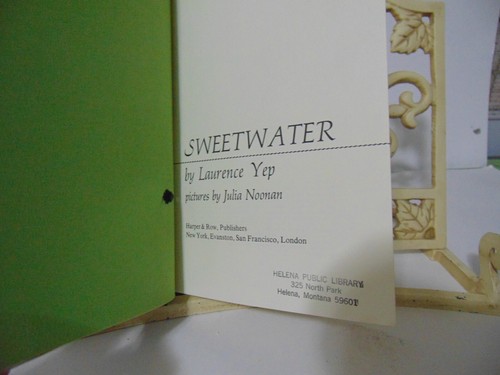 SWEETWATER
by Laurence Yep
pictures by Julia Noonan
Harper & Row, Publishers
New York, Evanston, San Francisco, London
HELENA PUBLIC LIBRARY
325 North Park
Helena, Montana 59601